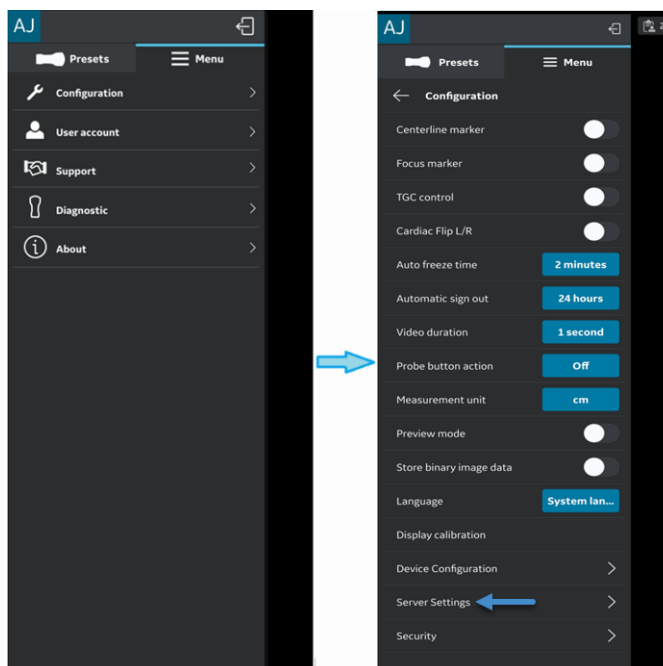 AJ
Presets Menu
Configuration
User account
Support
Diagnostic
About
AJ
Presets Menu
Configuration
Centerline marker
Focus marker
TGC control
Cardiac Flip L/R
Auto freeze time 2 minutes
Automatic sign out 24 hours
Video duration 1 second
Probe button action Off
Measurement unit cm
Preview mode
Store binary image data
Language System lan...
Display calibration
Device Configuration
Server Settings
Security